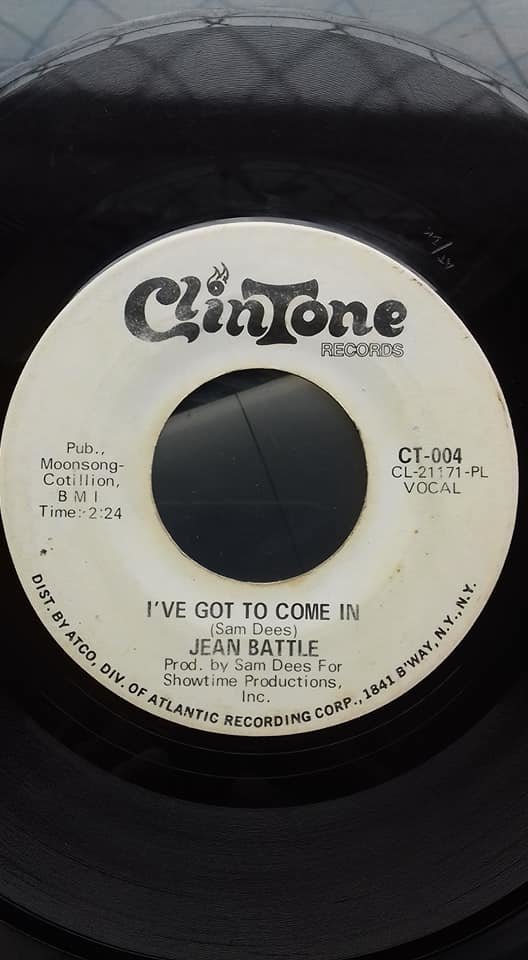 ClinTone
RECORDS
Pub.,
Moonsong-
Cotillion,
B M I
Time: 2:24
CT-004
CL-21171-PL
VOCAL
I'VE GOT TO COME IN
(Sam Dees)
JEAN BATTLE
Prod. by Sam Dees For
Showtime Productions,
Inc.
DIST. BY ATCO, DIV. OF ATLANTIC RECORDING CORP., 1841 B'WAY, N.Y., N.Y.